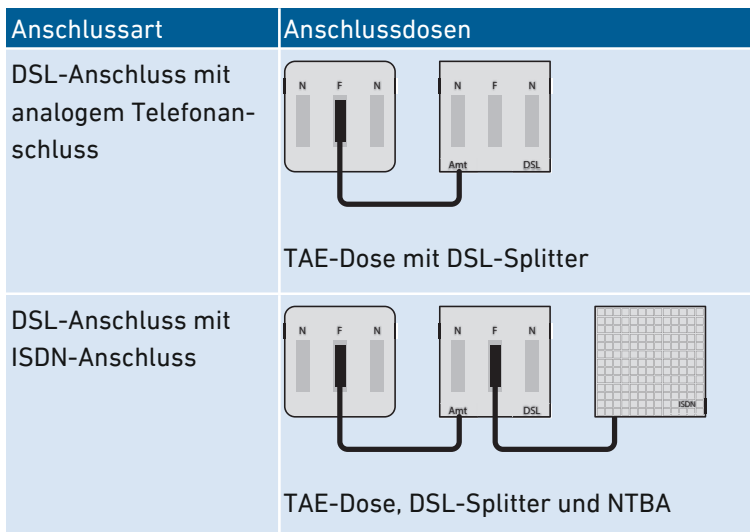 Anschlussart Anschlussdosen
DSL-Anschluss mit
analogem Telefonan-
schluss
N F N N F N
Amt DSL
TAE-Dose mit DSL-Splitter
DSL-Anschluss mit
ISDN-Anschluss
N F N N F N
Amt DSL ISDN
TAE-Dose, DSL-Splitter und NTBA